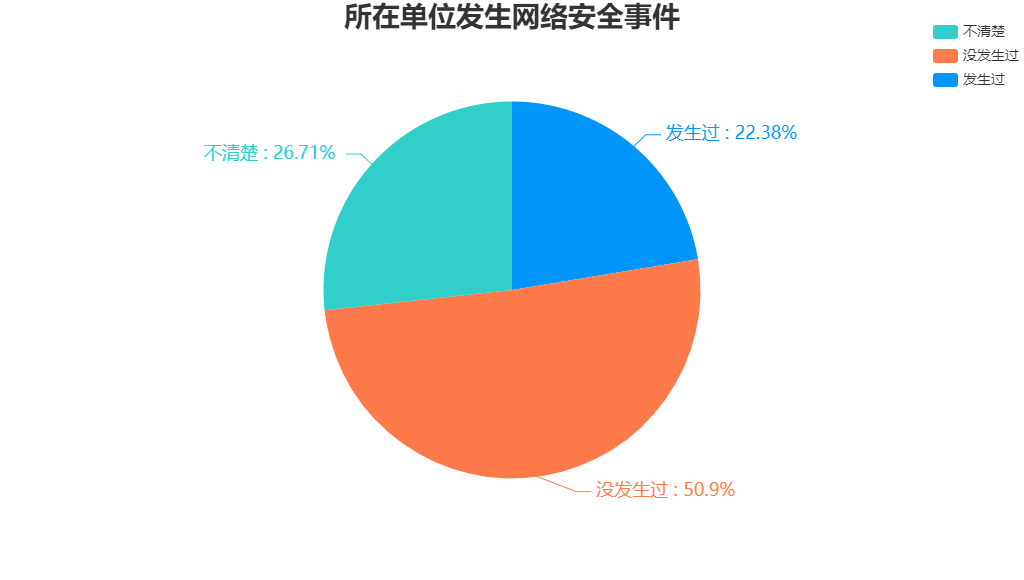 所在单位发生网络安全事件
不清楚
没发生过
发生过
发生过 : 22.38%
不清楚 : 26.71%
没发生过 : 50.9%